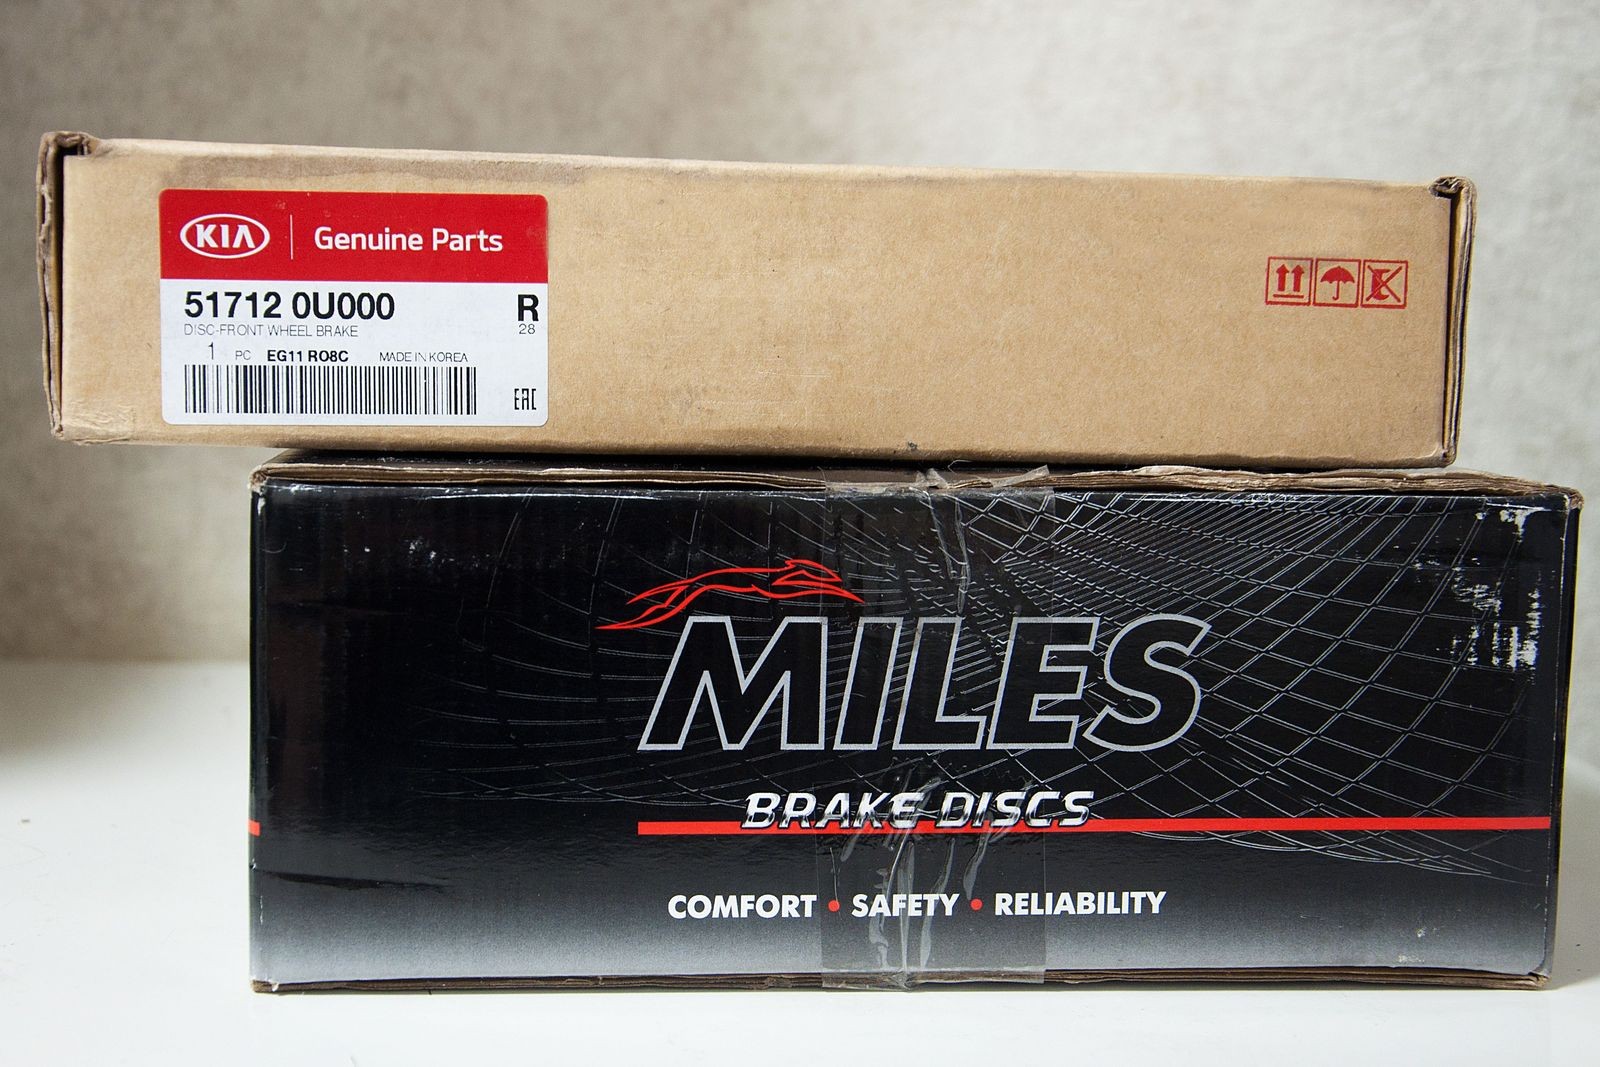 KIA Genuine Parts
51712 0U000 R
DISC-FRONT WHEEL BRAKE 28
1 PC EG11 RO8C MADE IN KOREA
EAC
MILES
BRAKE DISCS
COMFORT • SAFETY • RELIABILITY